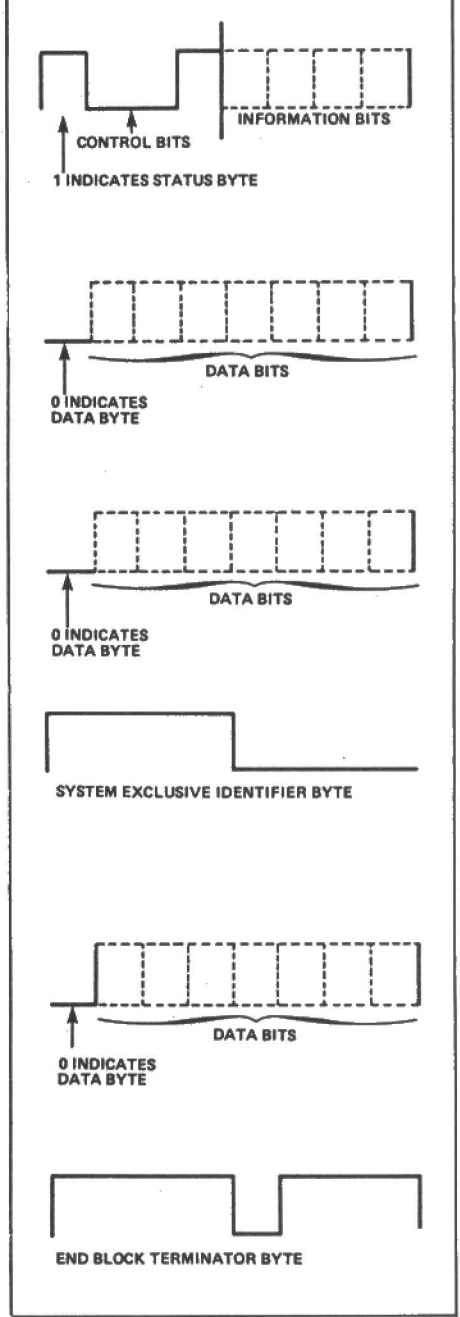 INFORMATION BITS
CONTROL BITS
1 INDICATES STATUS BYTE
DATA BITS
0 INDICATES
DATA BYTE
DATA BITS
0 INDICATES
DATA BYTE
SYSTEM EXCLUSIVE IDENTIFIER BYTE
DATA BITS
0 INDICATES
DATA BYTE
END BLOCK TERMINATOR BYTE